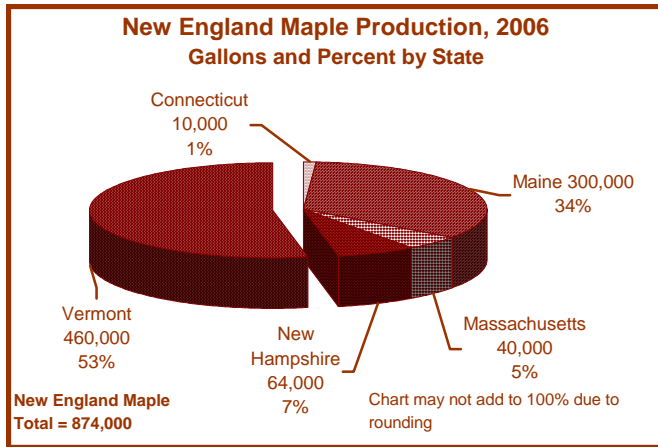 New England Maple Production, 2006
Gallons and Percent by State
Connecticut
10,000
1%
Maine 300,000
34%
Massachusetts
40,000
5%
New
Hampshire
64,000
7%
Vermont
460,000
53%
New England Maple
Total = 874,000
Chart may not add to 100% due to
rounding